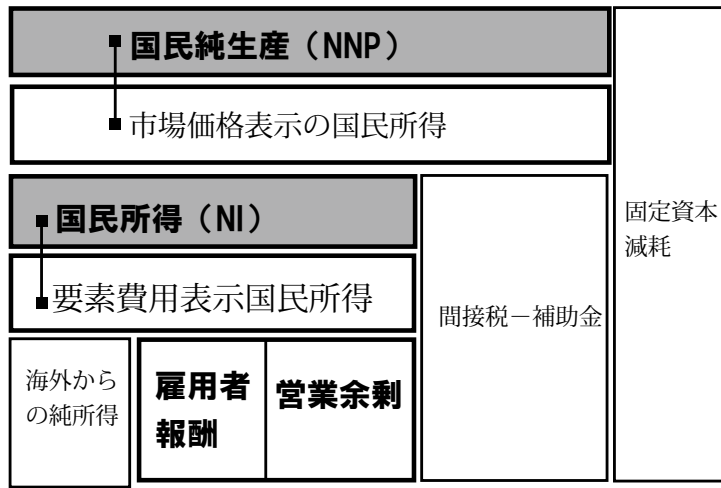 国民純生産（NNP）
市場価格表示の国民所得
固定資本
減耗
国民所得（NI）
要素費用表示国民所得
間接税－補助金
海外から
の純所得
雇用者
報酬
営業余剰